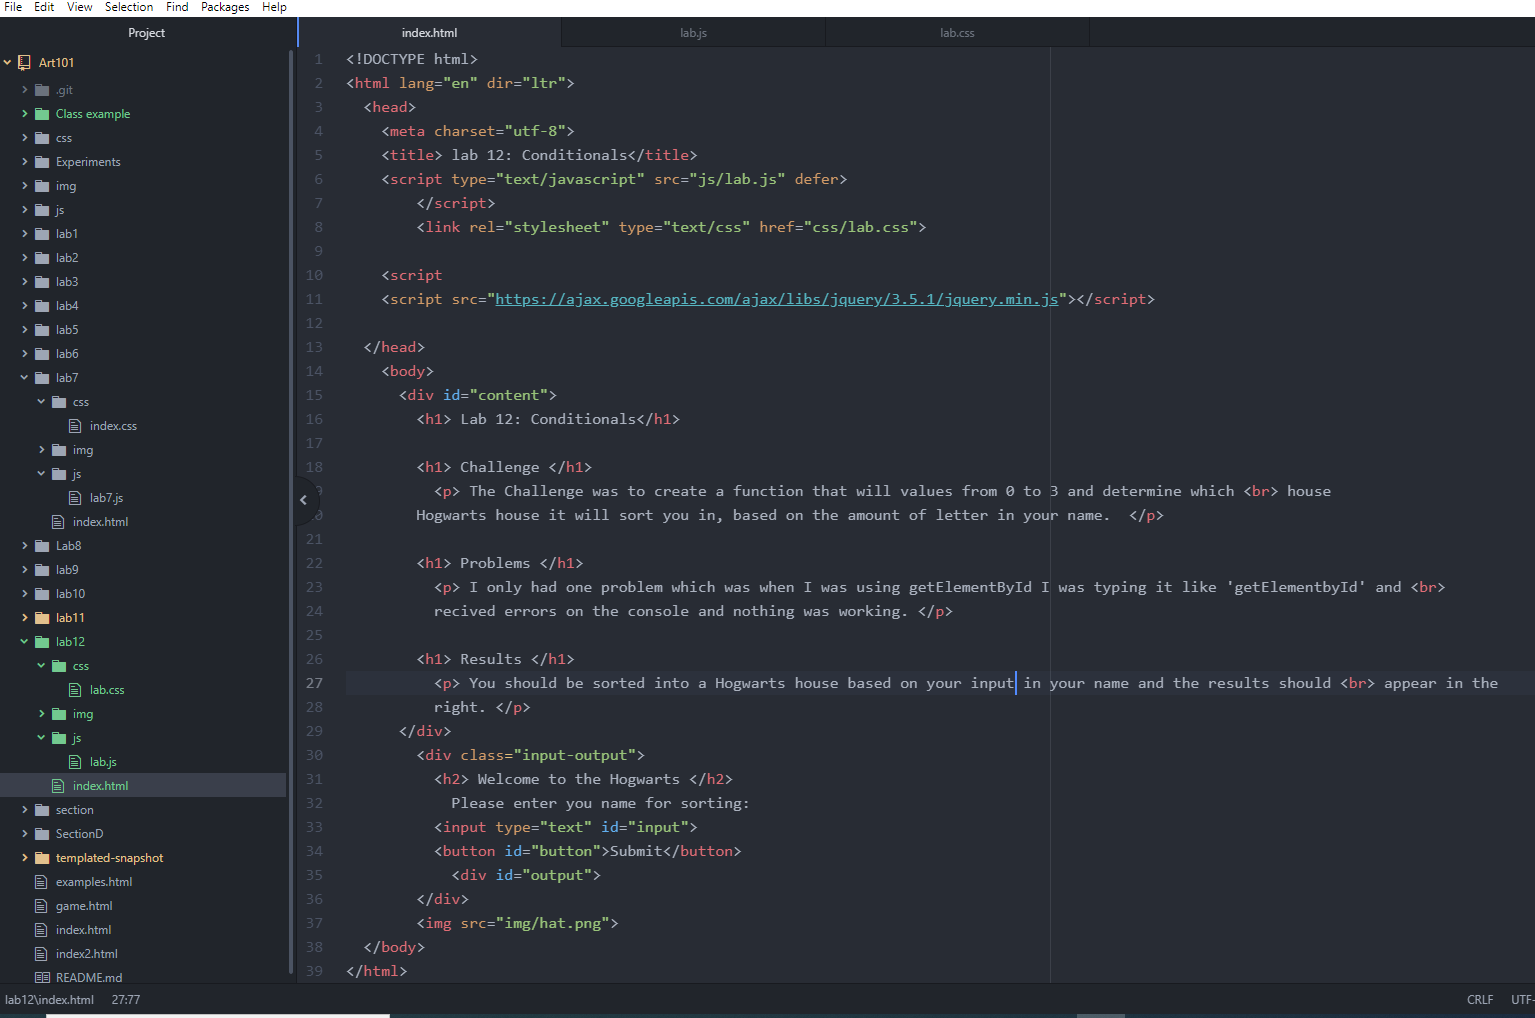 File Edit View Selection Find Packages Help
Project
index.html
lab.js
lab.css
Art101
.git
Class example
css
Experiments
img
js
lab1
lab2
lab3
lab4
lab5
lab6
lab7
css
index.css
img
js
lab7.js
index.html
Lab8
lab9
lab10
lab11
lab12
css
lab.css
img
js
lab.js
index.html
section
SectionD
templated-snapshot
examples.html
game.html
index.html
index2.html
README.md
1 <!DOCTYPE html>
2 <html lang="en" dir="ltr">
3 <head>
4 <meta charset="utf-8">
5 <title> lab 12: Conditionals</title>
6 <script type="text/javascript" src="js/lab.js" defer>
7 </script>
8 <link rel="stylesheet" type="text/css" href="css/lab.css">
9
10 <script
11 <script src="https://ajax.googleapis.com/ajax/libs/jquery/3.5.1/jquery.min.js"></script>
12
13 </head>
14 <body>
15 <div id="content">
16 <h1> Lab 12: Conditionals</h1>
17
18 <h1> Challenge </h1>
9 <p> The Challenge was to create a function that will values from 0 to 3 and determine which <br> house
0 Hogwarts house it will sort you in, based on the amount of letter in your name. </p>
21
22 <h1> Problems </h1>
23 <p> I only had one problem which was when I was using getElementById I was typing it like 'getElementbyId' and <br>
24 recived errors on the console and nothing was working. </p>
25
26 <h1> Results </h1>
27 <p> You should be sorted into a Hogwarts house based on your input in your name and the results should <br> appear in the
28 right. </p>
29 </div>
30 <div class="input-output">
31 <h2> Welcome to the Hogwarts </h2>
32 Please enter you name for sorting:
33 <input type="text" id="input">
34 <button id="button">Submit</button>
35 <div id="output">
36 </div>
37 <img src="img/hat.png">
38 </body>
39 </html>
lab12\index.html 27:77
CRLF UTF-